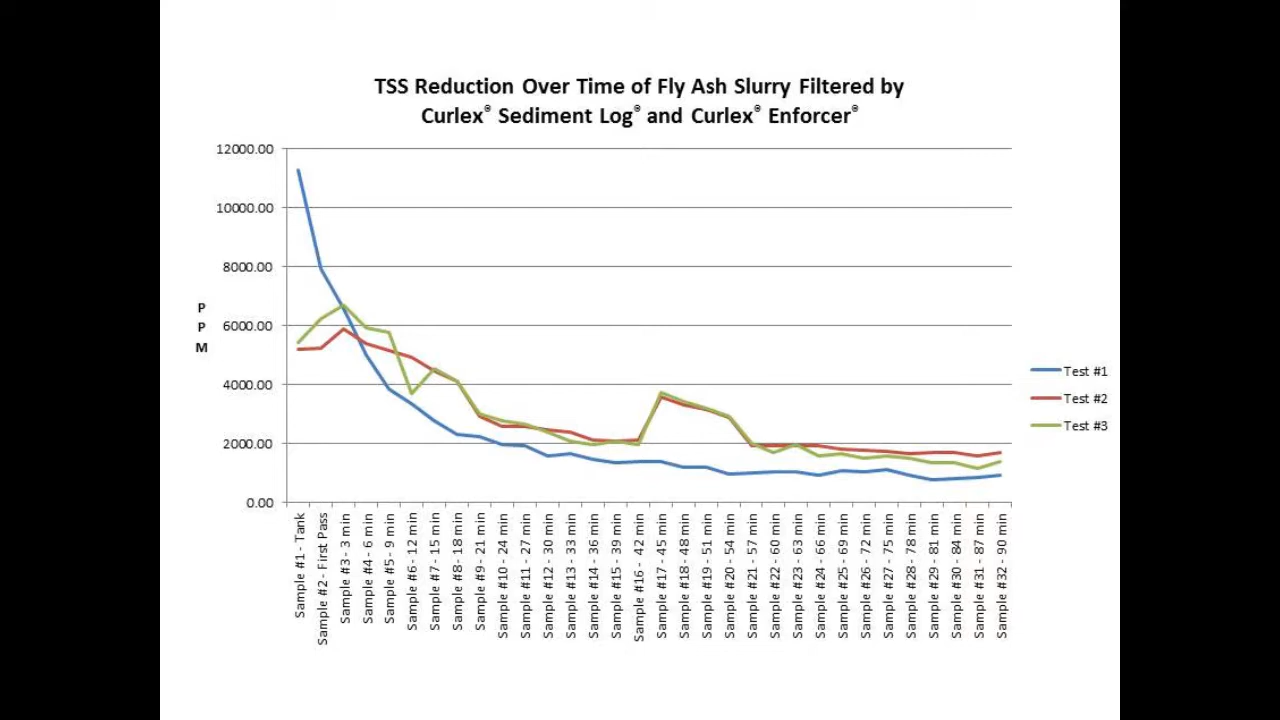 TSS Reduction Over Time of Fly Ash Slurry Filtered by
Curlex® Sediment Log® and Curlex® Enforcer®
12000.00
10000.00
8000.00
6000.00
4000.00
2000.00
0.00
P
P
M
Test #1
Test #2
Test #3
Sample #1 - Tank
Sample #2 - First Pass
Sample #3 - 3 min
Sample #4 - 6 min
Sample #5 - 9 min
Sample #6 - 12 min
Sample #7 - 15 min
Sample #8- 18 min
Sample #9- 21 min
Sample #10 - 24 min
Sample #11 - 27 min
Sample #12 - 30 min
Sample #13 - 33 min
Sample #14 - 36 min
Sample #15 - 39 min
Sample #16 - 42 min
Sample #17 - 45 min
Sample #18- 48 min
Sample #19 - 51 min
Sample #20 - 54 min
Sample #21 - 57 min
Sample #22 - 60 min
Sample #23 - 63 min
Sample #24 - 66 min
Sample #25 - 69 min
Sample #26 - 72 min
Sample #27 - 75 min
Sample #28- 78 min
Sample #29 - 81 min
Sample #30 - 84 min
Sample #31 - 87 min
Sample #32 - 90 min